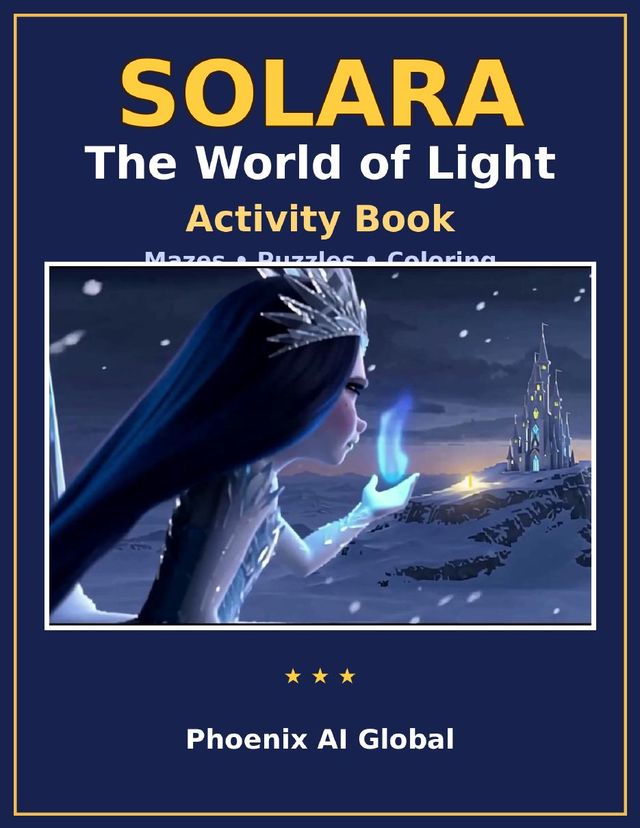 SOLARA
The World of Light
Activity Book
Mazes • Puzzles • Coloring
★ ★ ★
Phoenix AI Global